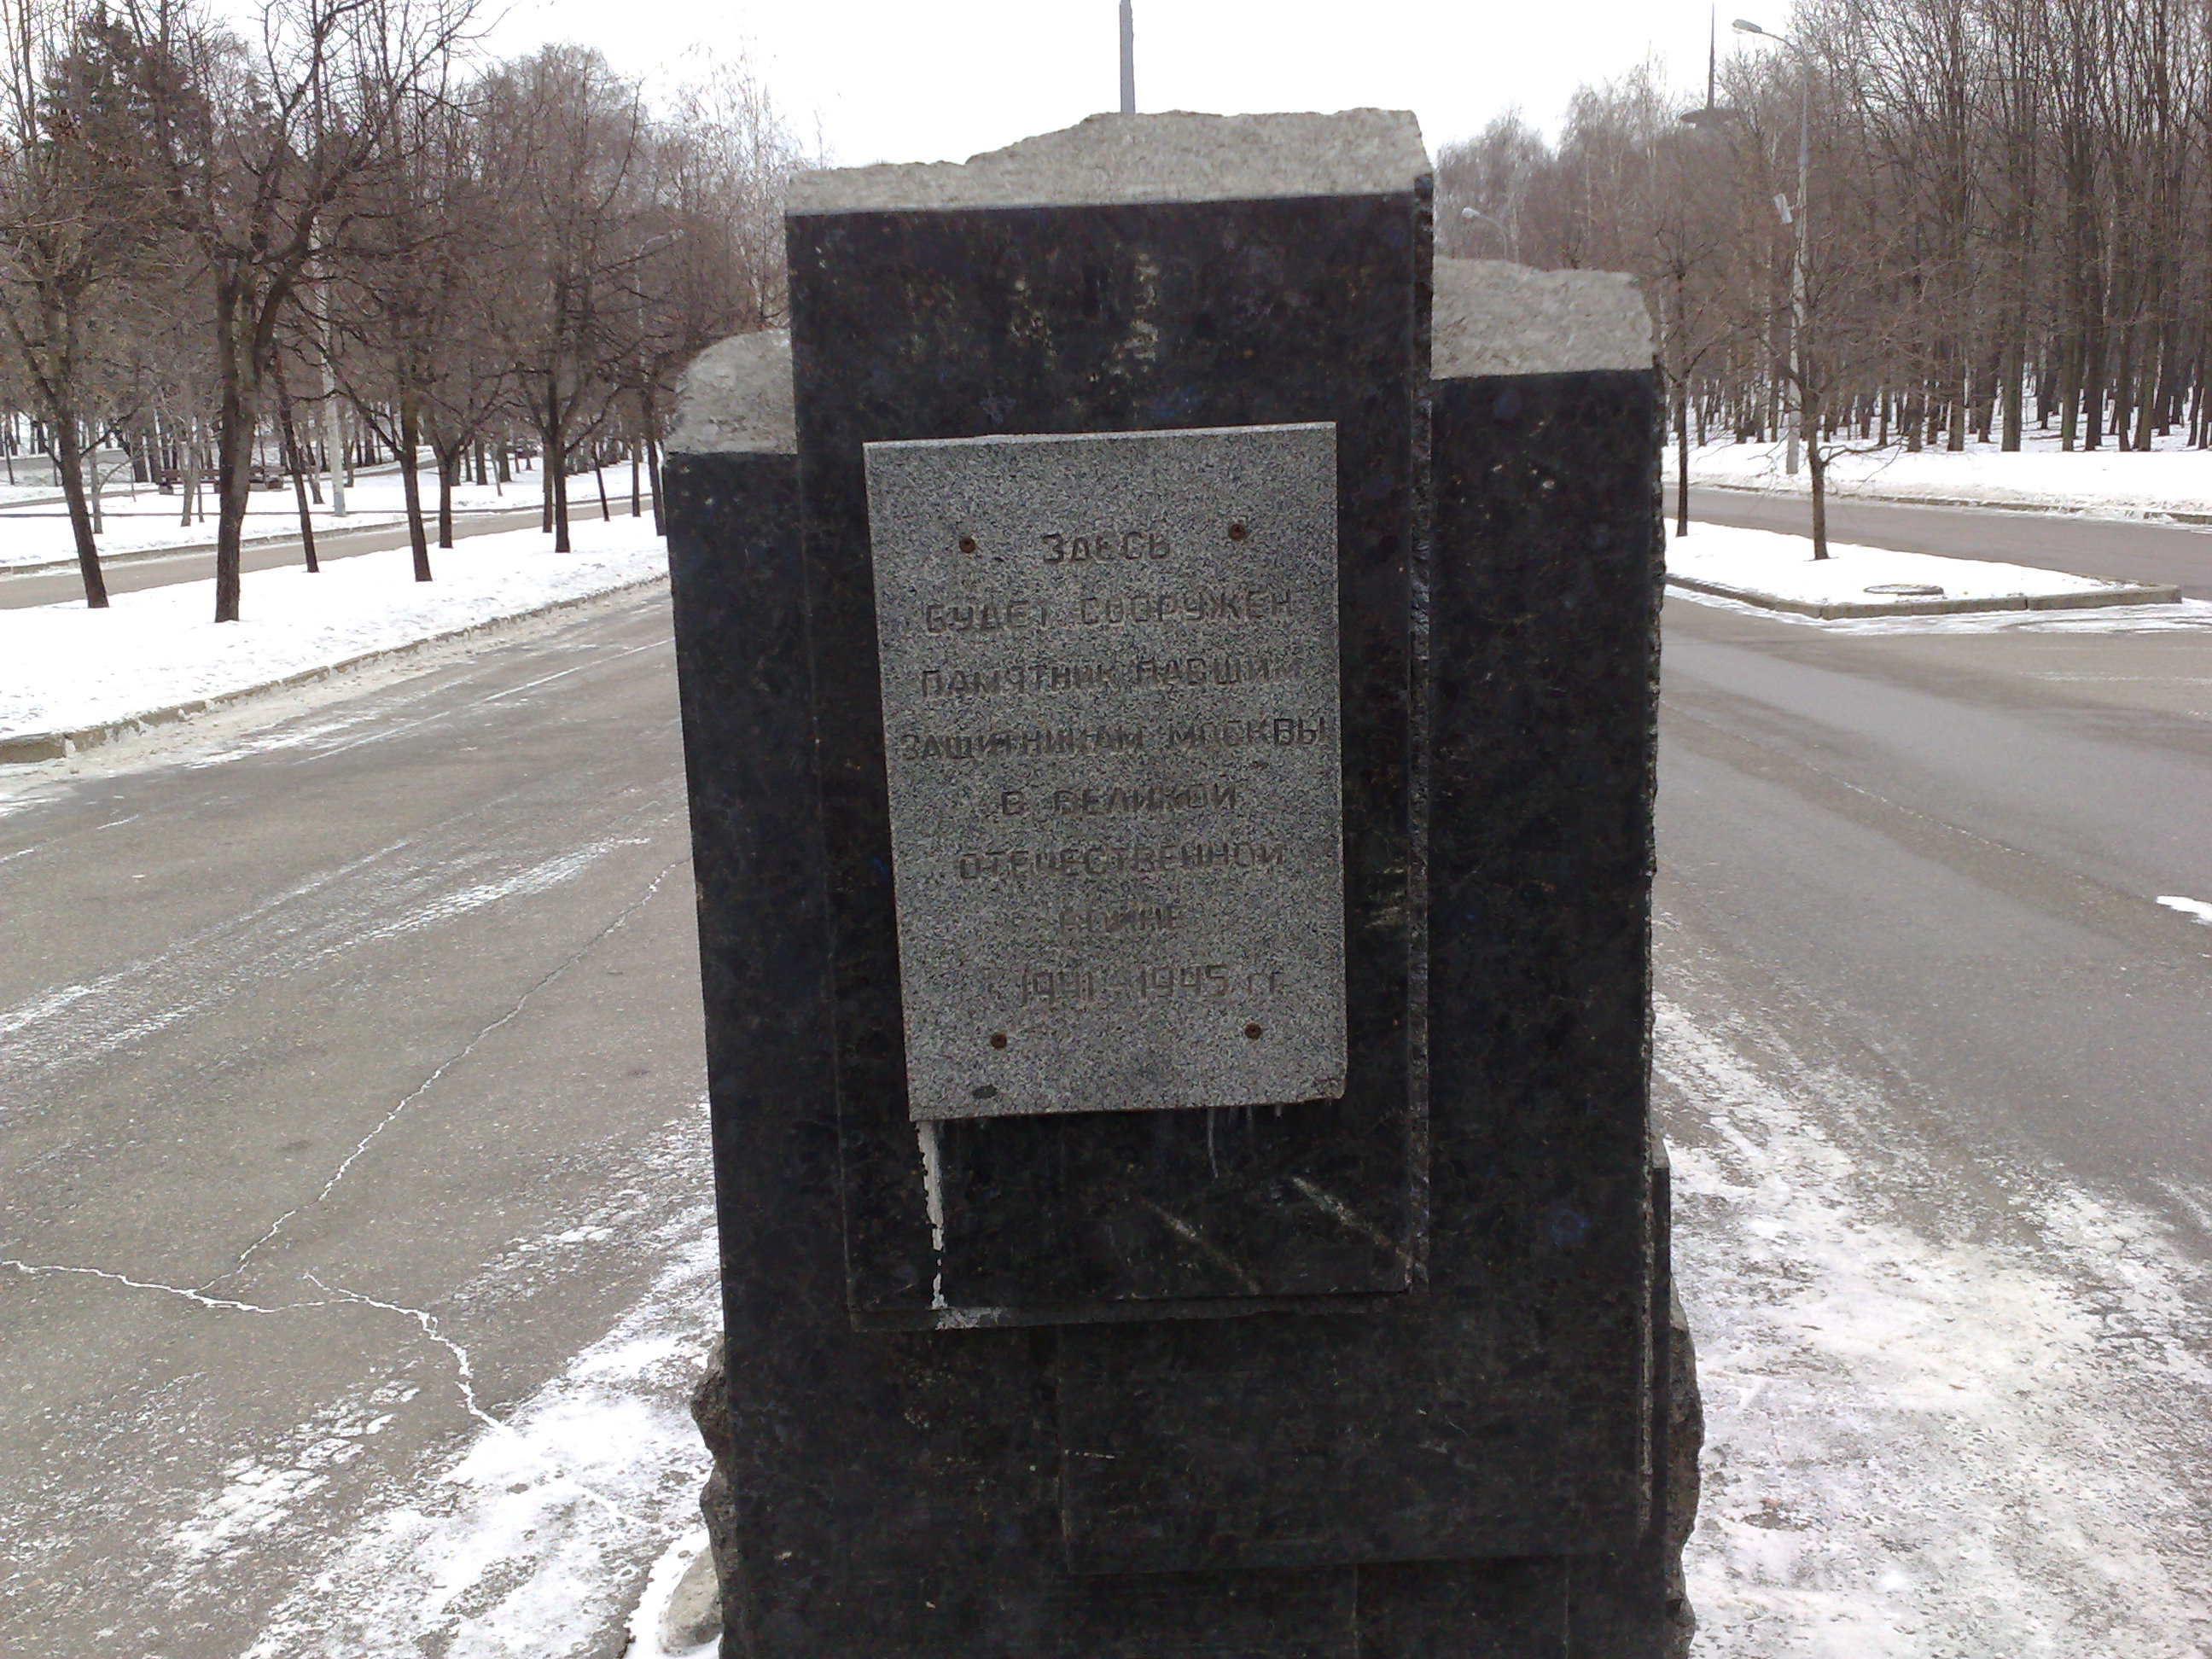 ЗДЕСЬ
БУДЕТ СООРУЖЕН
ПАМЯТНИК ПАВШИМ
ЗАЩИТНИКАМ МОСКВЫ
В ВЕЛИКОЙ
ОТЕЧЕСТВЕННОЙ
ВОЙНЕ
1941-1945 гг.